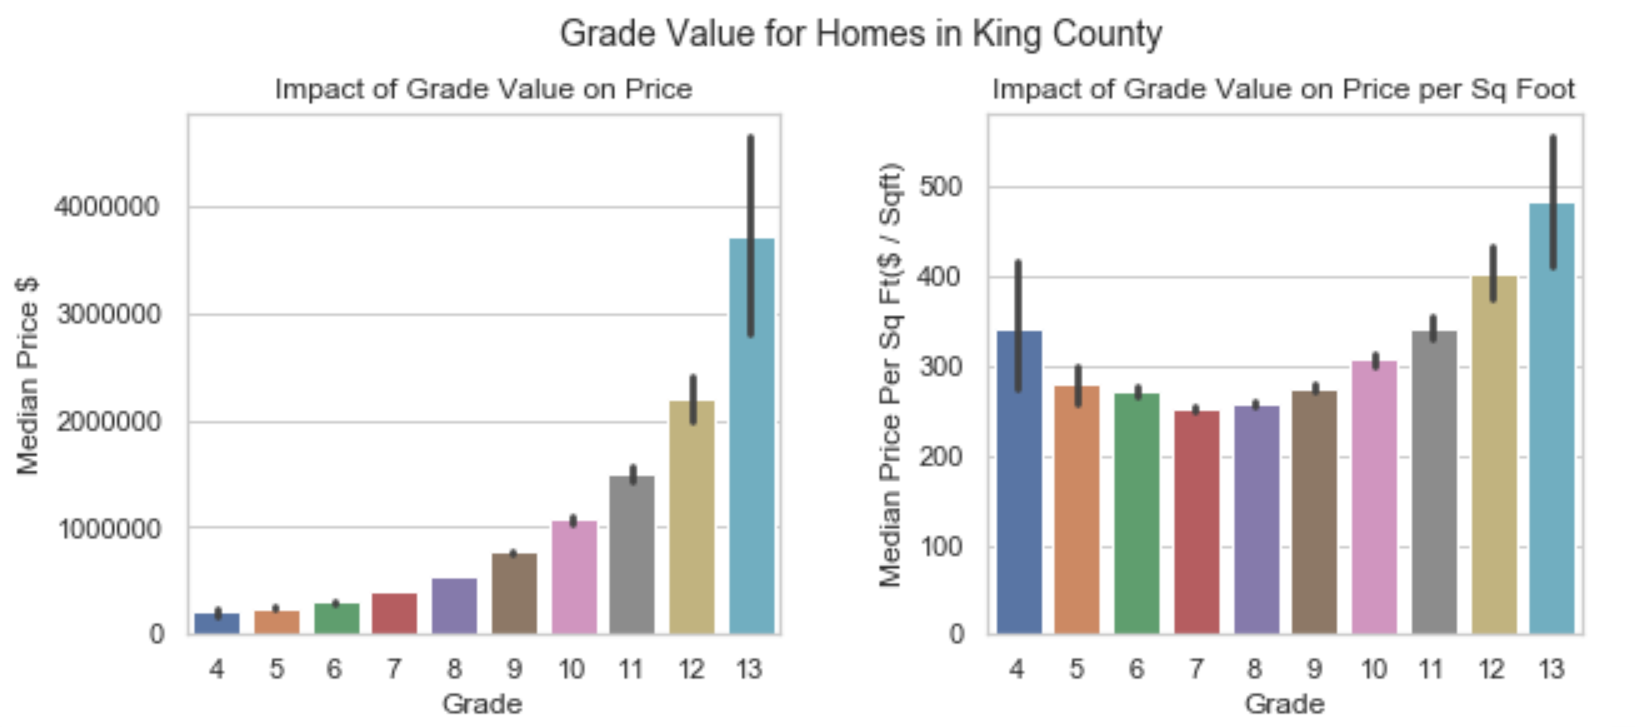 Grade Value for Homes in King County
Impact of Grade Value on Price
Median Price $
4000000
3000000
2000000
1000000
0
4 5 6 7 8 9 10 11 12 13
Grade
Impact of Grade Value on Price per Sq Foot
Median Price Per Sq Ft($ / Sqft)
500
400
300
200
100
0
4 5 6 7 8 9 10 11 12 13
Grade